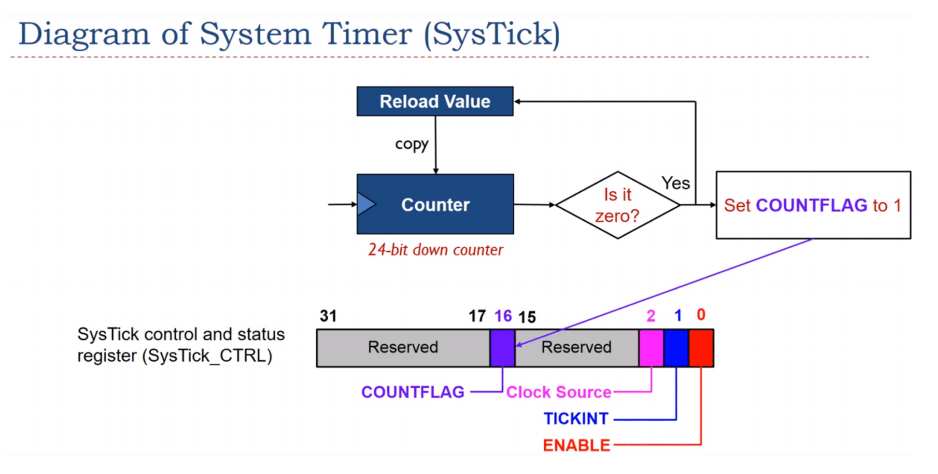 Diagram of System Timer (SysTick)
Reload Value
copy
Counter
24-bit down counter
Is it
zero?
Yes
Set COUNTFLAG to 1
31 17 16 15 2 1 0
SysTick control and status
register (SysTick_CTRL)
Reserved Reserved
COUNTFLAG Clock Source
TICKINT
ENABLE